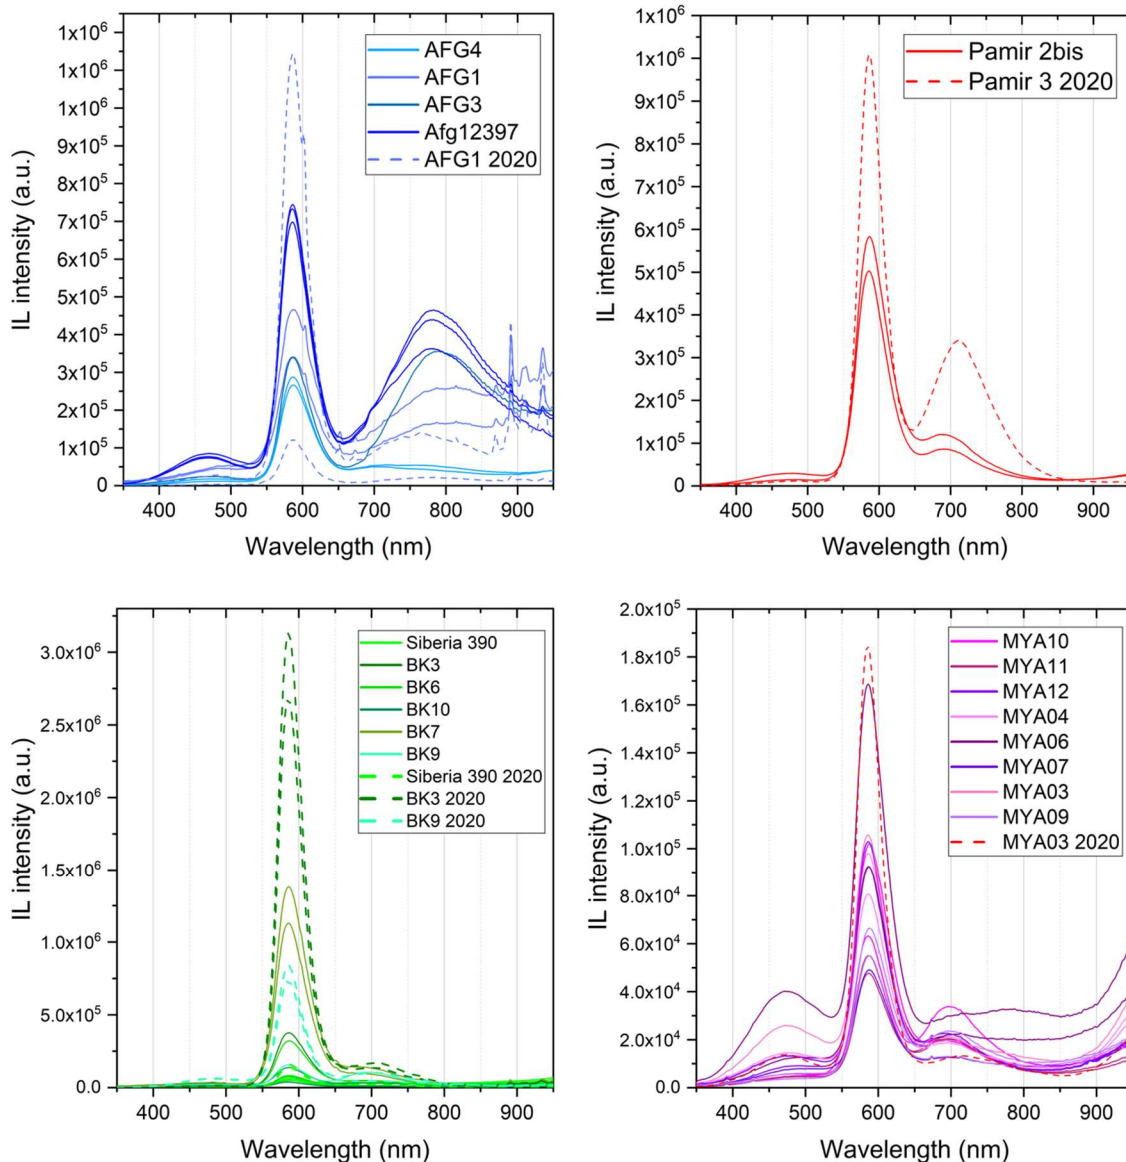 1x10⁶
1x10⁶
1x10⁶
9x10⁵
8x10⁵
7x10⁵
6x10⁵
5x10⁵
4x10⁵
3x10⁵
2x10⁵
1x10⁵
0
IL intensity (a.u.)
AFG4
AFG1
AFG3
Afg12397
AFG1 2020
400 500 600 700 800 900
Wavelength (nm)
1x10⁶
1x10⁶
9x10⁵
8x10⁵
7x10⁵
6x10⁵
5x10⁵
4x10⁵
3x10⁵
2x10⁵
1x10⁵
0
IL intensity (a.u.)
Pamir 2bis
Pamir 3 2020
400 500 600 700 800 900
Wavelength (nm)
3.0x10⁶
2.5x10⁶
2.0x10⁶
1.5x10⁶
1.0x10⁶
5.0x10⁵
0.0
IL intensity (a.u.)
Siberia 390
BK3
BK6
BK10
BK7
BK9
Siberia 390 2020
BK3 2020
BK9 2020
400 500 600 700 800 900
Wavelength (nm)
2.0x10⁵
1.8x10⁵
1.6x10⁵
1.4x10⁵
1.2x10⁵
1.0x10⁵
8.0x10⁴
6.0x10⁴
4.0x10⁴
2.0x10⁴
0.0
IL intensity (a.u.)
MYA10
MYA11
MYA12
MYA04
MYA06
MYA07
MYA03
MYA09
MYA03 2020
400 500 600 700 800 900
Wavelength (nm)